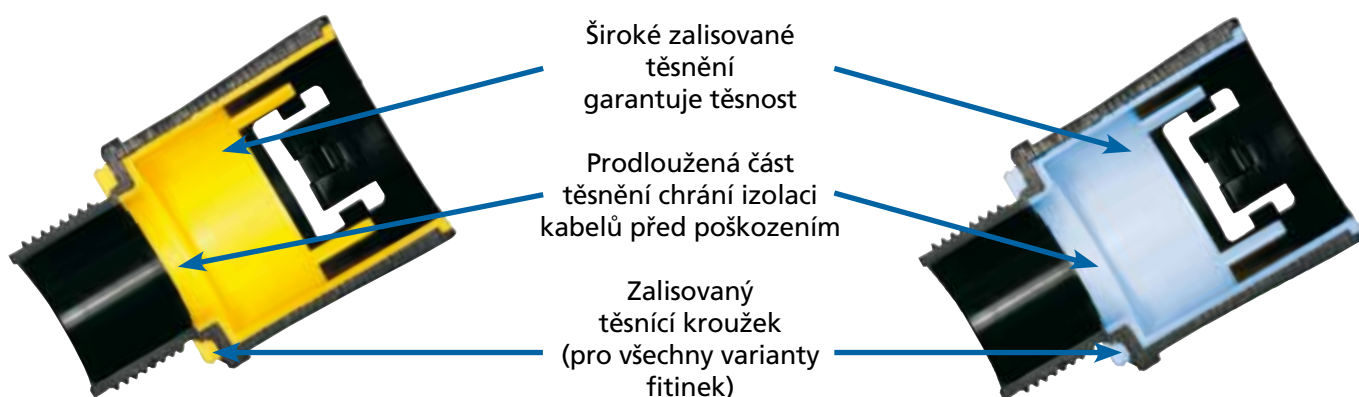 Široké zalisované
těsnění
garantuje těsnost
Prodloužená část
těsnění chrání izolaci
kabelů před poškozením
Zalisovaný
těsnící kroužek
(pro všechny varianty
fitinek)